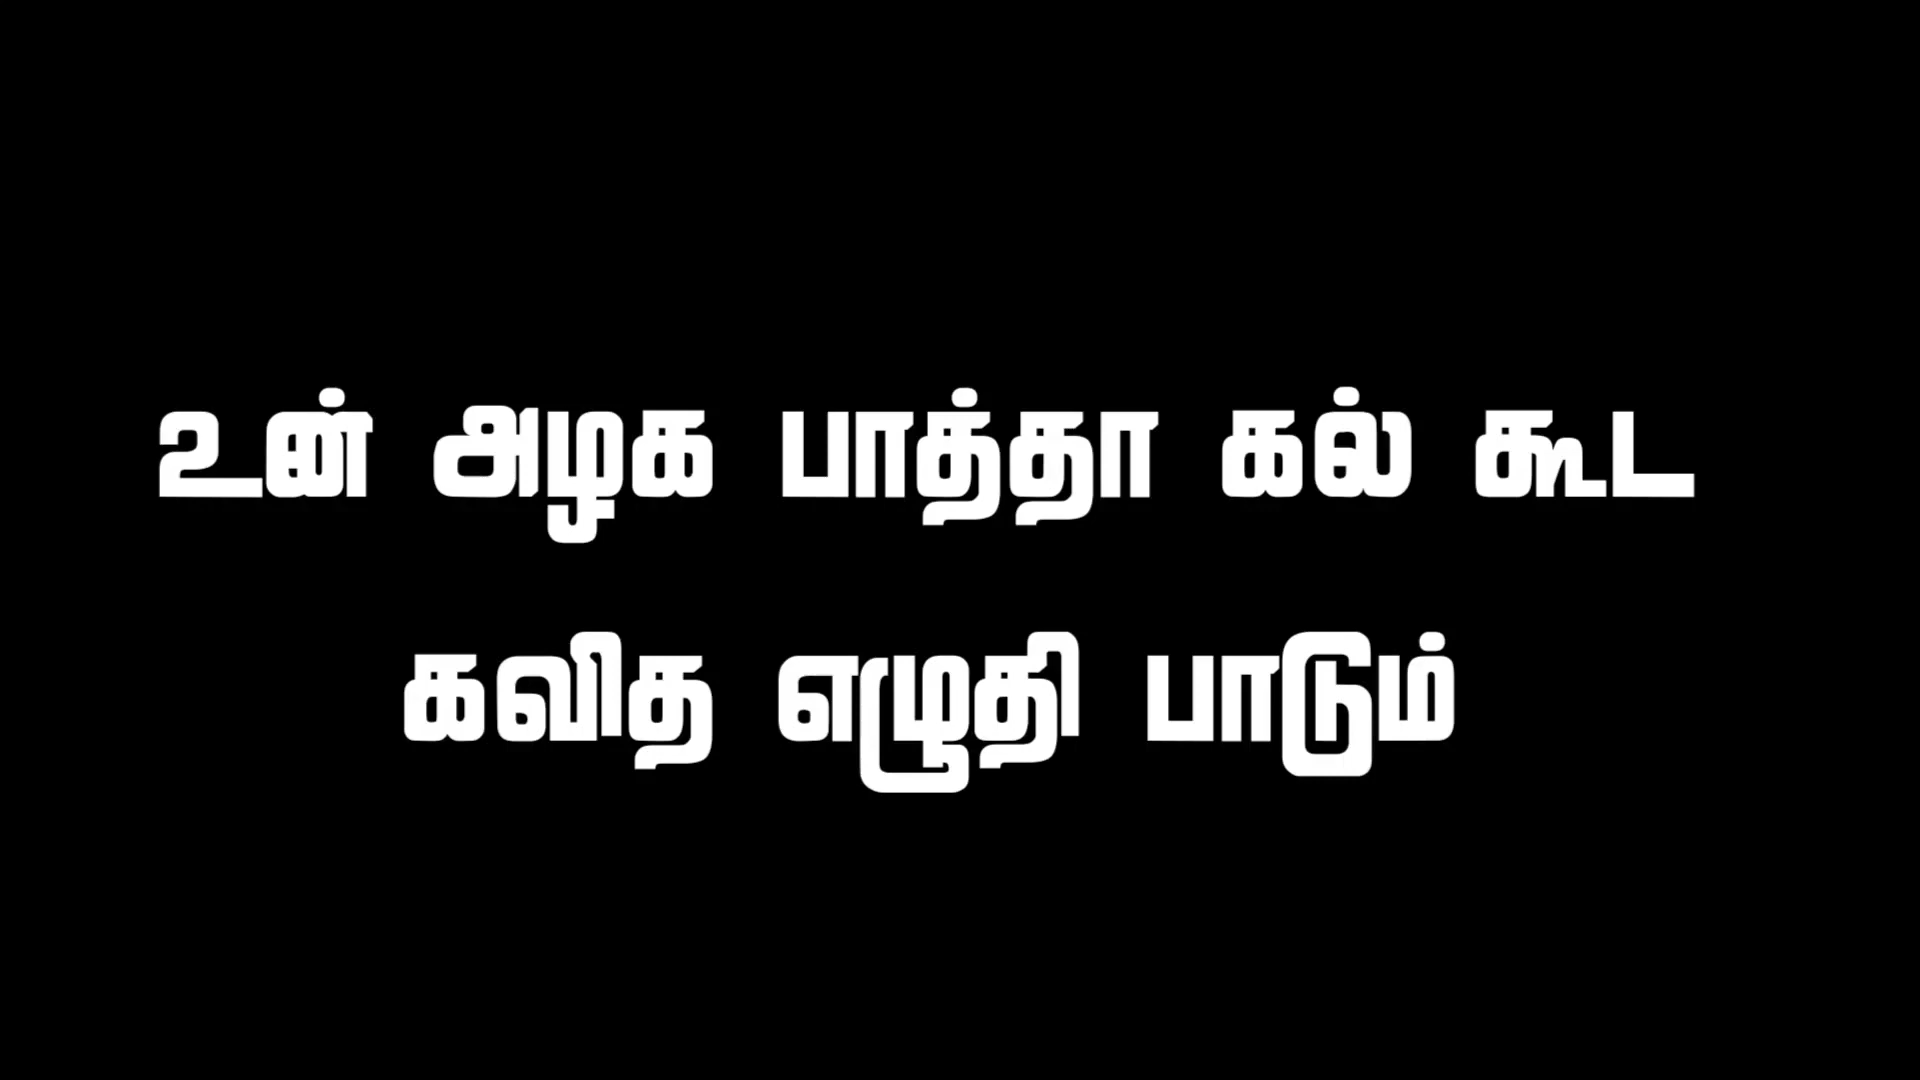 உன் அழக பாத்தா கல் கூட
கவித எழுதி பாடும்